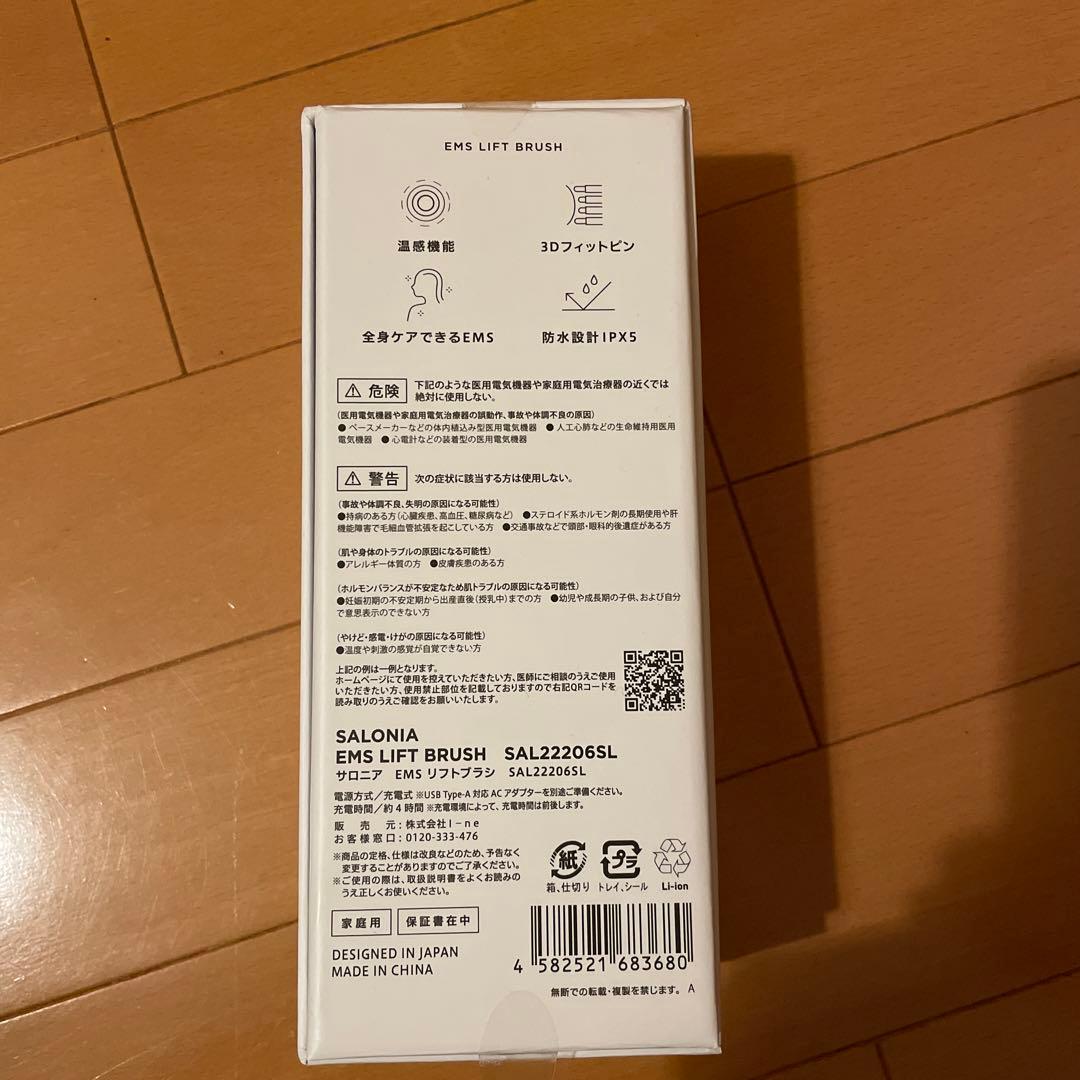 EMS LIFT BRUSH
温感機能
3Dフィットピン
全身ケアできるEMS
防水設計IPX5
危険
下記のような医用電気機器や家庭用電気治療器の近くでは
絶対に使用しない。
(医用電気機器や家庭用電気治療器の誤動作、事故や体調不良の原因)
●ペースメーカーなどの体内植込み型医用電気機器 ●人工心肺などの生命維持用医用
電気機器 ●心電計などの装着型の医用電気機器
警告
次の症状に該当する方は使用しない。
(事故や体調不良、失明の原因になる可能性)
●持病のある方(心臓疾患、高血圧、糖尿病など) ●ステロイド系ホルモン剤の長期使用や肝
機能障害で毛細血管拡張を起こしている方 ●交通事故などで頭部・眼科的後遺症がある方
(肌や身体のトラブルの原因になる可能性)
●アレルギー体質の方 ●皮膚疾患のある方
(ホルモンバランスが不安定なため肌トラブルの原因になる可能性)
●妊娠初期の不安定期から出産直後(授乳中)までの方 ●幼児や成長期の子供、および自分
で意思表示のできない方
(やけど・感電・けがの原因になる可能性)
●温度や刺激の感覚が自覚できない方
上記の例は一例となります。
ホームページにて使用を控えていただきたい方、医師にご相談のうえご使用
いただきたい方、使用禁止部位を記載しておりますので右記QRコードを
読み取りのうえご確認をお願いいたします。
SALONIA
EMS LIFT BRUSH SAL22206SL
サロニア EMS リフトブラシ SAL22206SL
電源方式/充電式 ※USB Type-A 対応 AC アダプターを別途ご準備ください。
充電時間/約4時間 ※充電環境によって、充電時間は前後します。
販売元:株式会社I-ne
お客様窓口:0120-333-476
※商品の定格、仕様は改良などのため、予告なく
変更することがありますのでご了承ください。
※ご使用の際は、取扱説明書をよくお読みの
うえ正しくお使いください。
紙
プラ
箱、仕切り トレイ、シール Li-ion
家庭用
保証書在中
DESIGNED IN JAPAN
MADE IN CHINA
4 582521 683680
無断での転載・複製を禁じます。 A